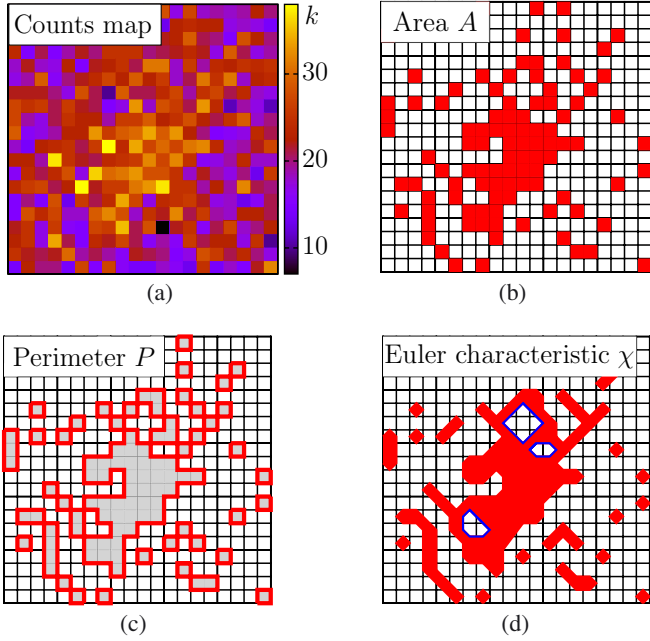 Counts map
k
30
20
10
(a)
Area A
(b)
Perimeter P
(c)
Euler characteristic χ
(d)